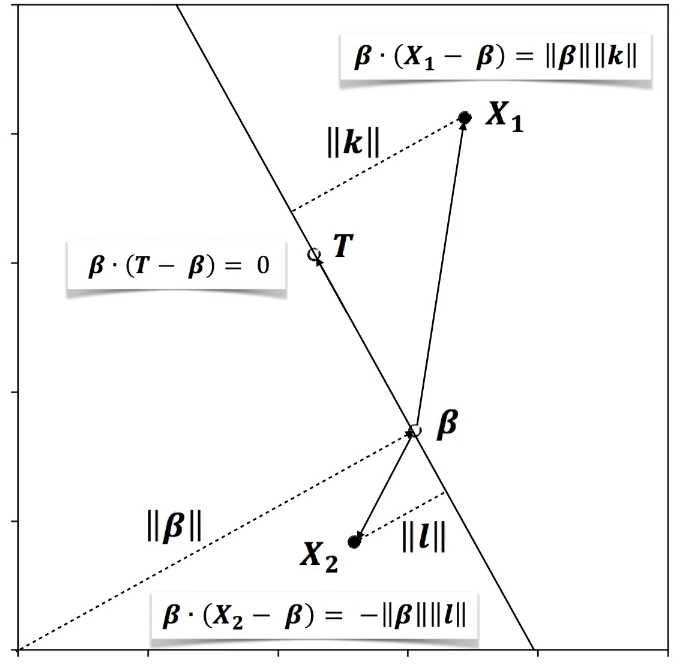 β · (X₁ − β) = ‖β‖‖k‖
X₁
‖k‖
T
β · (T − β) = 0
β
‖β‖
‖l‖
X₂
β · (X₂ − β) = −‖β‖‖l‖